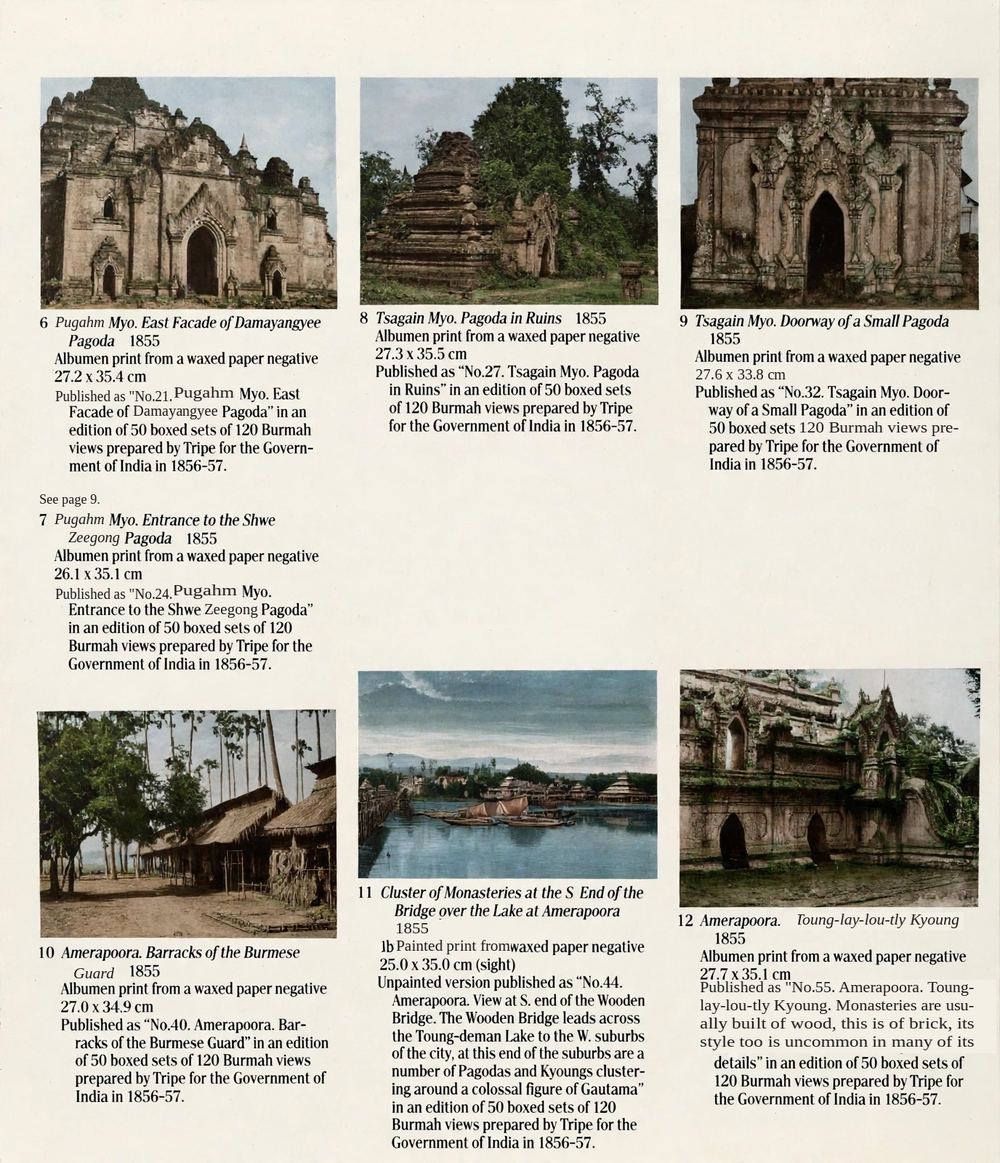 6 Pugahm Myo. East Facade of Damayangyee
Pagoda 1855
Albumen print from a waxed paper negative
27.2 x 35.4 cm
Published as "No.21. Pugahm Myo. East
Facade of Damayangyee Pagoda” in an
edition of 50 boxed sets of 120 Burmah
views prepared by Tripe for the Govern-
ment of India in 1856-57.
See page 9.
7 Pugahm Myo. Entrance to the Shwe
Zeegong Pagoda 1855
Albumen print from a waxed paper negative
26.1 x 35.1 cm
Published as "No.24. Pugahm Myo.
Entrance to the Shwe Zeegong Pagoda”
in an edition of 50 boxed sets of 120
Burmah views prepared by Tripe for the
Government of India in 1856-57.
8 Tsagain Myo. Pagoda in Ruins 1855
Albumen print from a waxed paper negative
27.3 x 35.5 cm
Published as “No.27. Tsagain Myo. Pagoda
in Ruins” in an edition of 50 boxed sets
of 120 Burmah views prepared by Tripe
for the Government of India in 1856-57.
9 Tsagain Myo. Doorway of a Small Pagoda
1855
Albumen print from a waxed paper negative
27.6 x 33.8 cm
Published as “No.32. Tsagain Myo. Door-
way of a Small Pagoda” in an edition of
50 boxed sets 120 Burmah views pre-
pared by Tripe for the Government of
India in 1856-57.
10 Amerapoora. Barracks of the Burmese
Guard 1855
Albumen print from a waxed paper negative
27.0 x 34.9 cm
Published as “No.40. Amerapoora. Bar-
racks of the Burmese Guard” in an edition
of 50 boxed sets of 120 Burmah views
prepared by Tripe for the Government of
India in 1856-57.
11 Cluster of Monasteries at the S End of the
Bridge over the Lake at Amerapoora
1855
lb Painted print from waxed paper negative
25.0 x 35.0 cm (sight)
Unpainted version published as “No.44.
Amerapoora. View at S. end of the Wooden
Bridge. The Wooden Bridge leads across
the Toung-deman Lake to the W. suburbs
of the city, at this end of the suburbs are a
number of Pagodas and Kyoungs cluster-
ing around a colossal figure of Gautama”
in an edition of 50 boxed sets of 120
Burmah views prepared by Tripe for the
Government of India in 1856-57.
12 Amerapoora. Toung-lay-lou-tly Kyoung
1855
Albumen print from a waxed paper negative
27.7 x 35.1 cm
Published as "No.55. Amerapoora. Toung-
lay-lou-tly Kyoung. Monasteries are usu-
ally built of wood, this is of brick, its
style too is uncommon in many of its
details” in an edition of 50 boxed sets of
120 Burmah views prepared by Tripe for
the Government of India in 1856-57.